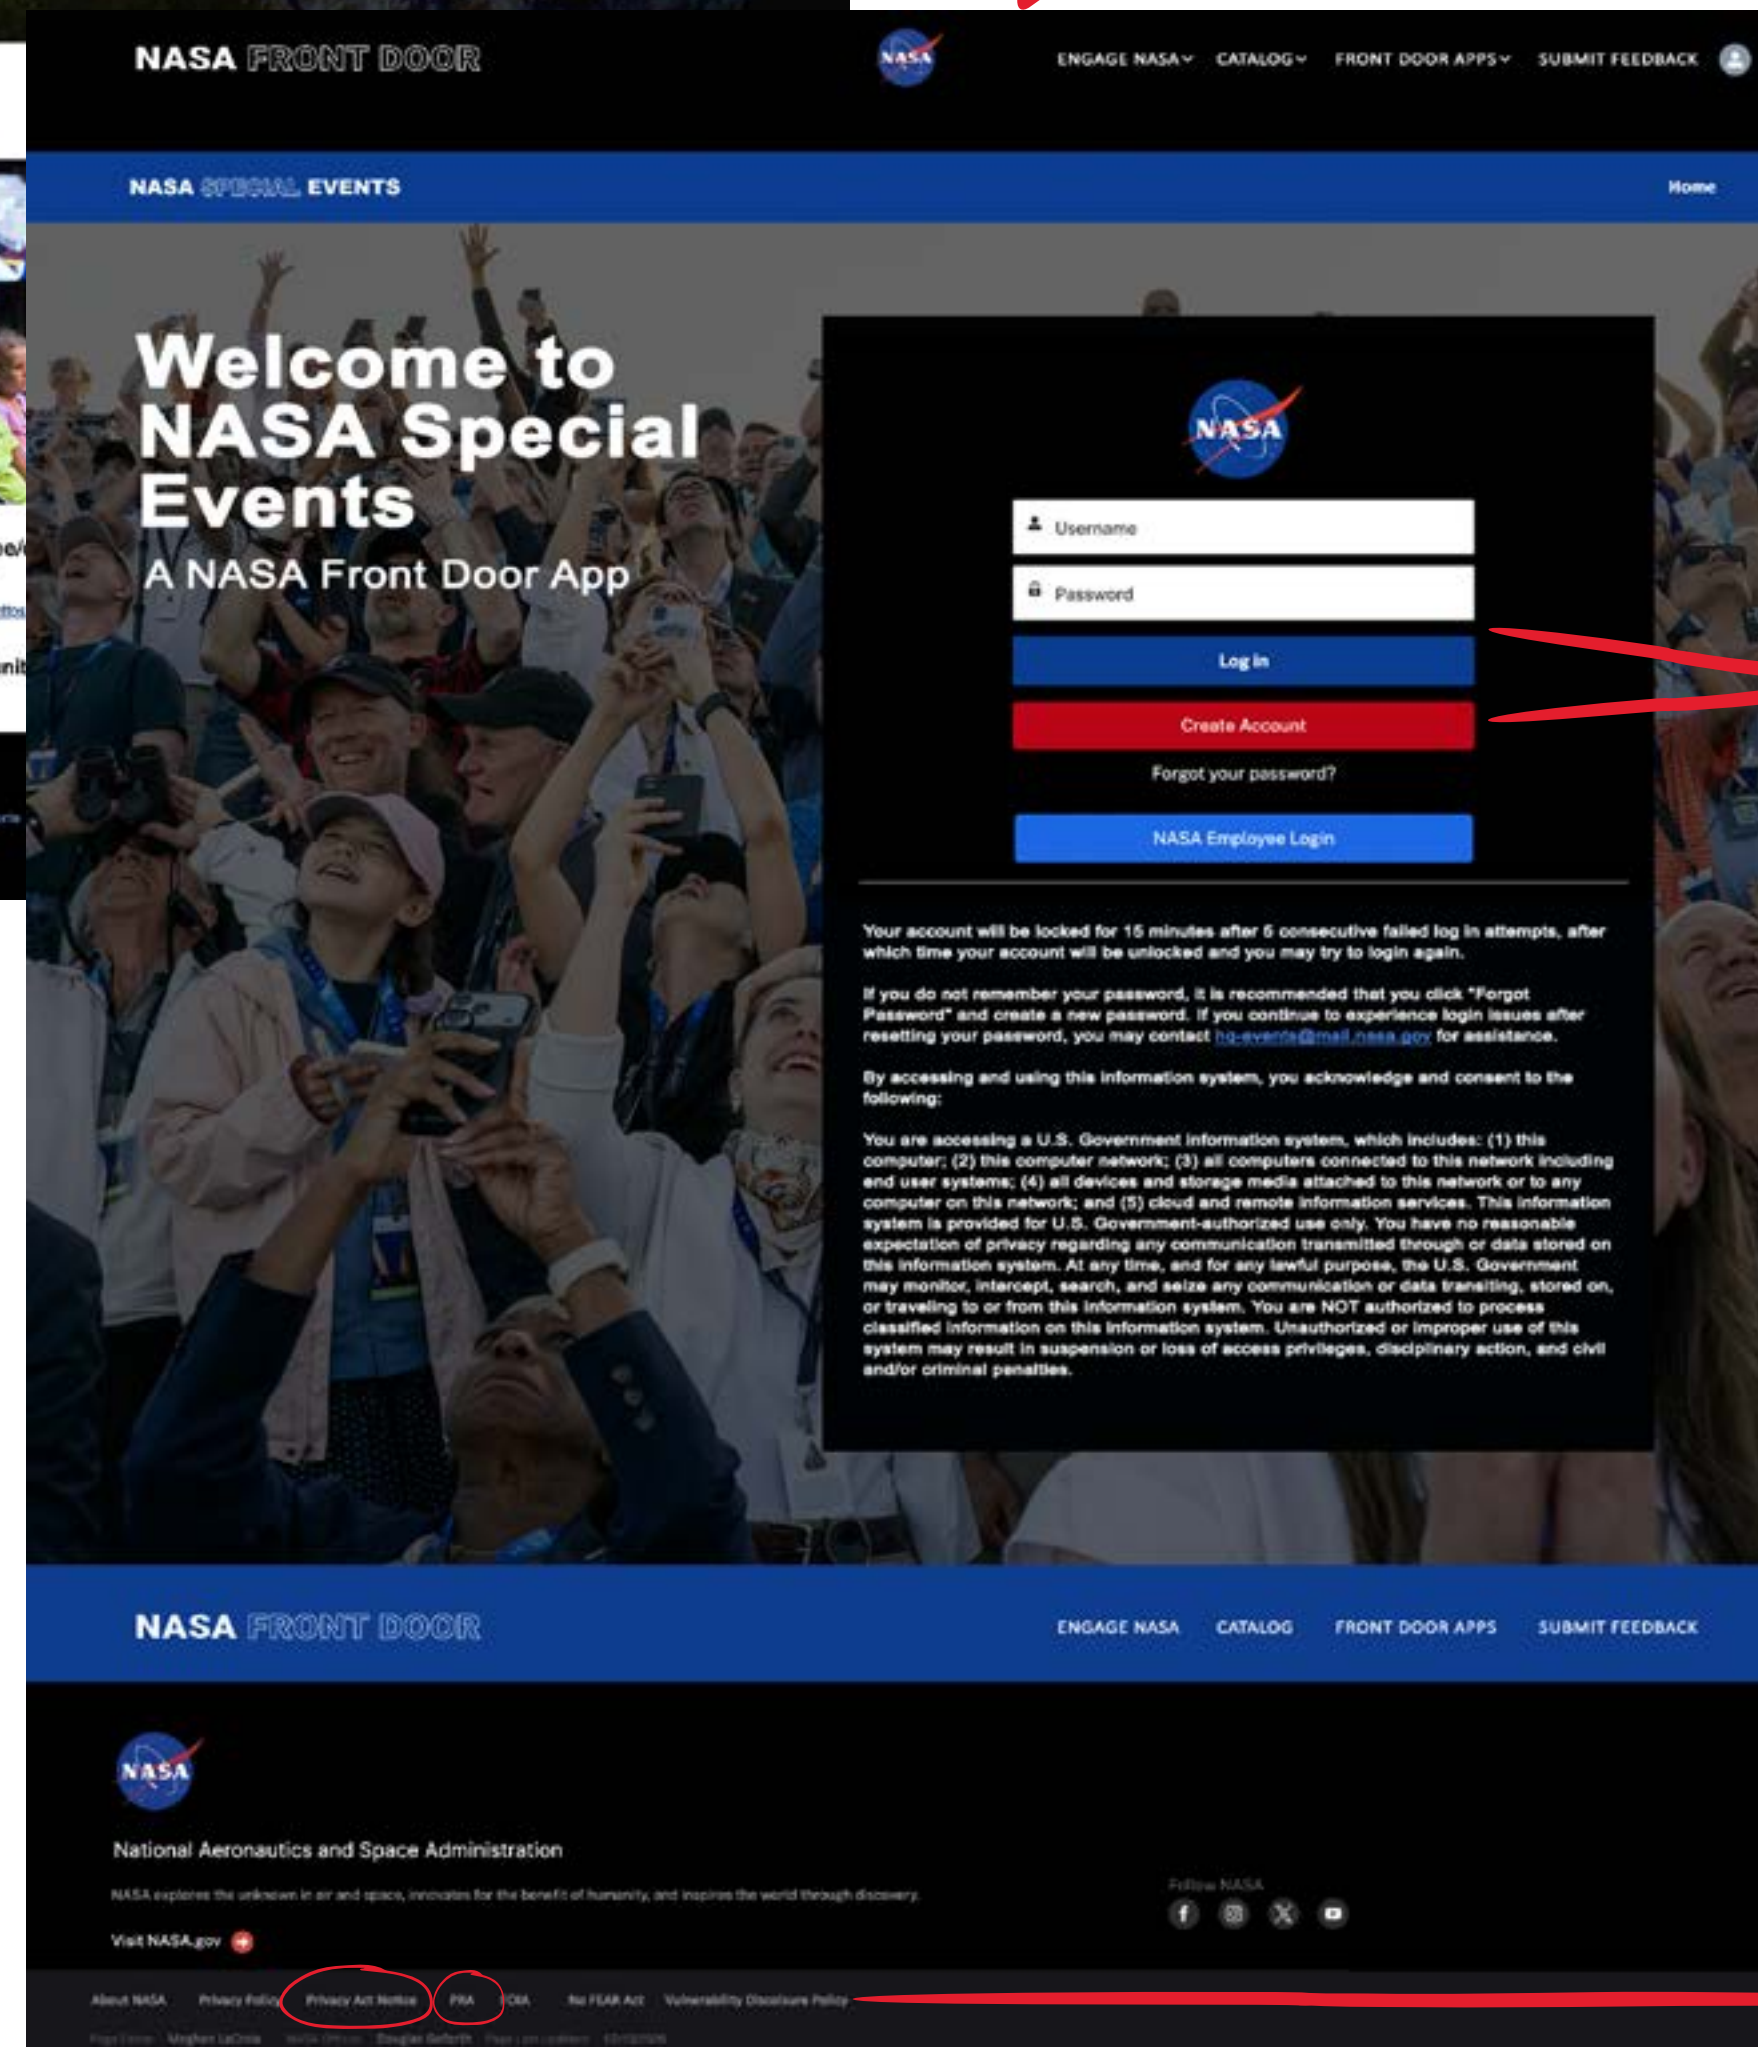 NASA FRONT DOOR
NASA
ENGAGE NASA CATALOG FRONT DOOR APPS SUBMIT FEEDBACK
NASA SPECIAL EVENTS
Home
Welcome to
NASA Special
Events
A NASA Front Door App
NASA
Username
Password
Log in
Create Account
Forgot your password?
NASA Employee Login
Your account will be locked for 15 minutes after 5 consecutive failed log in attempts, after
which time your account will be unlocked and you may try to login again.
If you do not remember your password, it is recommended that you click "Forgot
Password" and create a new password. If you continue to experience login issues after
resetting your password, you may contact hq-events@mail.nasa.gov for assistance.
By accessing and using this information system, you acknowledge and consent to the
following:
You are accessing a U.S. Government information system, which includes: (1) this
computer; (2) this computer network; (3) all computers connected to this network including
end user systems; (4) all devices and storage media attached to this network or to any
computer on this network; and (5) cloud and remote information services. This information
system is provided for U.S. Government-authorized use only. You have no reasonable
expectation of privacy regarding any communication transmitted through or data stored on
this information system. At any time, and for any lawful purpose, the U.S. Government
may monitor, intercept, search, and seize any communication or data transiting, stored on,
or traveling to or from this information system. You are NOT authorized to process
classified information on this information system. Unauthorized or improper use of this
system may result in suspension or loss of access privileges, disciplinary action, and civil
and/or criminal penalties.
NASA FRONT DOOR
ENGAGE NASA CATALOG FRONT DOOR APPS SUBMIT FEEDBACK
NASA
National Aeronautics and Space Administration
NASA explores the unknown in air and space, innovates for the benefit of humanity, and inspires the world through discovery.
Follow NASA
Visit NASA.gov
About NASA Privacy Policy Privacy Act Notice PRA FOIA No FEAR Act Vulnerability Disclosure Policy
Page Owner: Meghan LaCroix NASA Official: Douglas Goforth Page Last Updated: